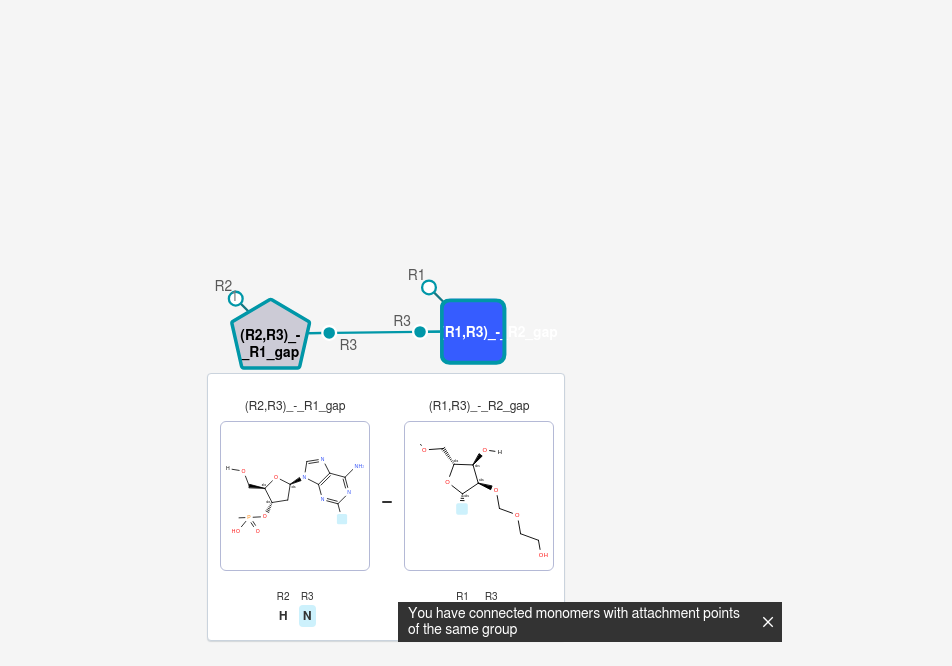 R2
R1
(R2,R3)_-
_R1_gap
R3
R3
R1,R3)_-_R2_gap
(R2,R3)_-_R1_gap
(R1,R3)_-_R2_gap
H
O
O
N
N
NH₂
N
N
N
O
P
HO
O
O
O
H
O
O
O
OH
R2 R3
H N
R1 R3
You have connected monomers with attachment points
of the same group